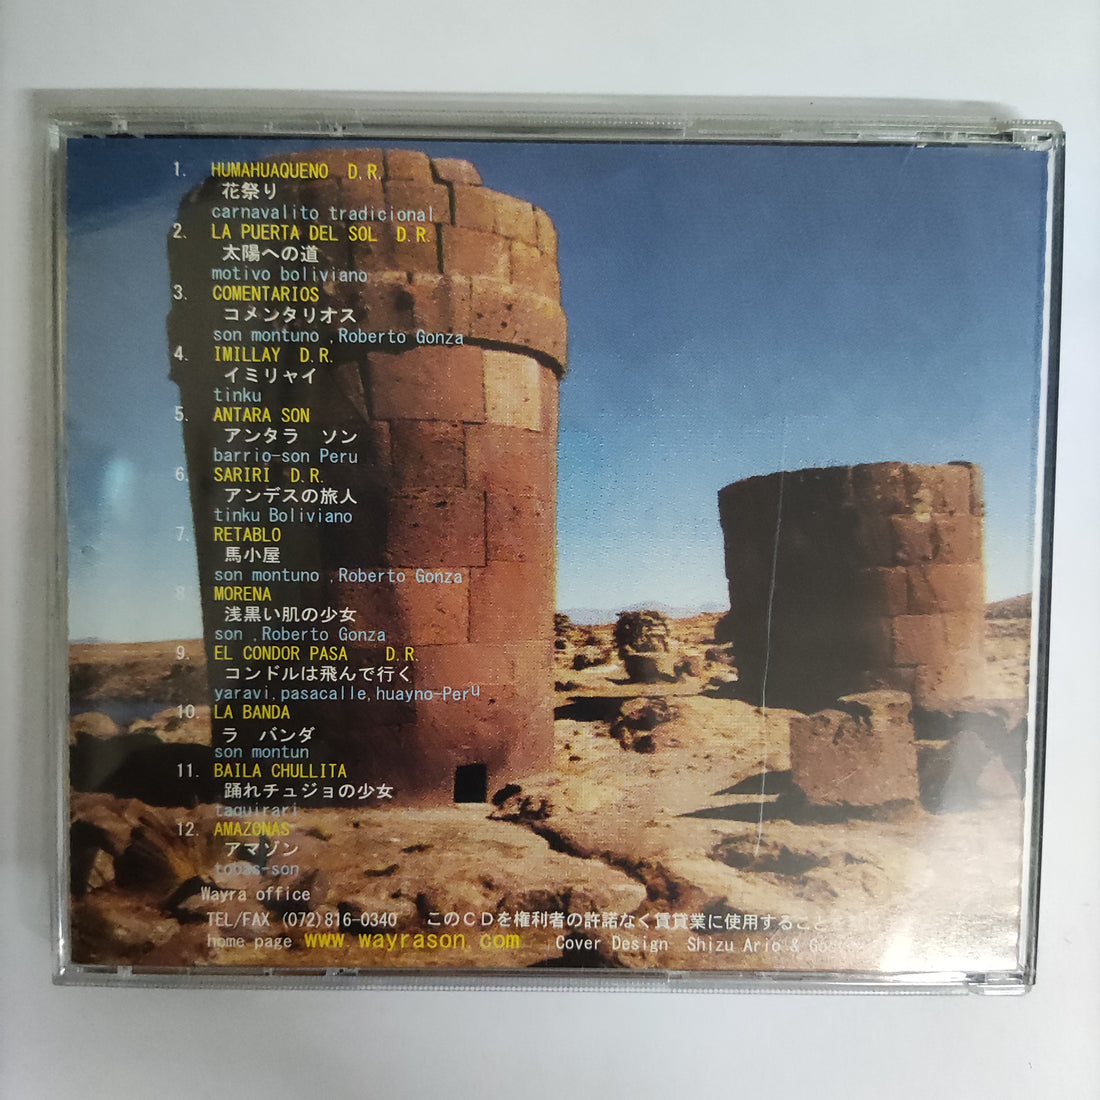 1. HUMAHUAQUENO D.R.
花祭り
carnavalito tradicional
2. LA PUERTA DEL SOL D.R.
太陽への道
motivo boliviano
3. COMENTARIOS
コメンタリオス
son montuno ,Roberto Gonza
4. IMILLAY D.R.
イミリャイ
tinku
5. ANTARA SON
アンタラ ソン
barrio-son Peru
6. SARIRI D.R.
アンデスの旅人
tinku Boliviano
7. RETABLO
馬小屋
son montuno ,Roberto Gonza
8 MORENA
浅黒い肌の少女
son ,Roberto Gonza
9. EL CONDOR PASA D.R.
コンドルは飛んで行く
yaravi,pasacalle,huayno-Peru
10. LA BANDA
ラ バンダ
son montun
11. BAILA CHULLITA
踊れチュジョの少女
taquirari
12. AMAZONAS
アマゾン
tobas-son
Wayra office
TEL/FAX (072)816-0340 このCDを権利者の許諾なく賃貸業に使用すること
home page www.wayrason.com Cover Design Shizu Ario &